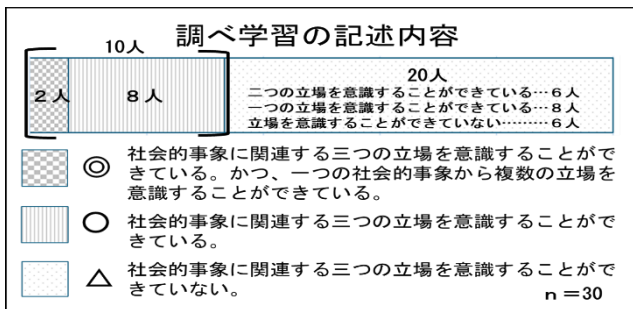 調べ学習の記述内容
10人
2人
8人
20人
二つの立場を意識することができている…6人
一つの立場を意識することができている…8人
立場を意識することができていない………6人
◎ 社会的事象に関連する三つの立場を意識することがで
きている。かつ、一つの社会的事象から複数の立場を
意識することができている。
○ 社会的事象に関連する三つの立場を意識することがで
きている。
△ 社会的事象に関連する三つの立場を意識することがで
きていない。
n=30